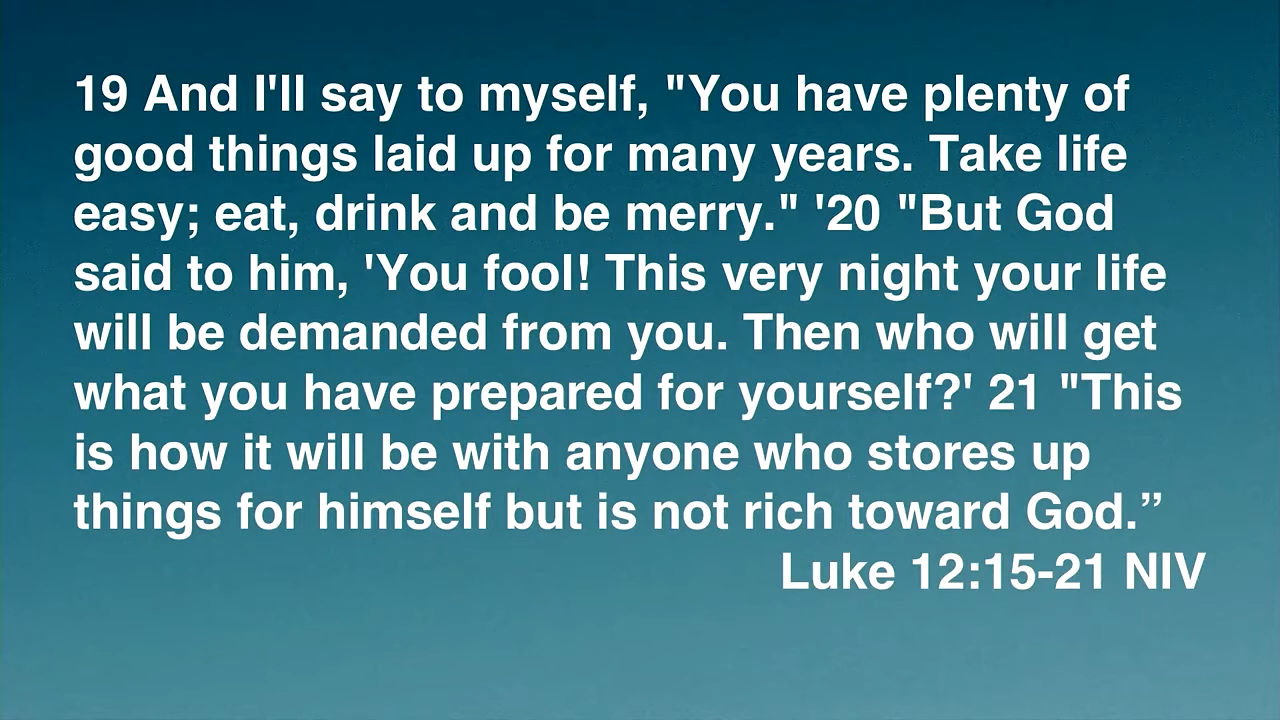 19 And I'll say to myself, "You have plenty of
good things laid up for many years. Take life
easy; eat, drink and be merry." '20 "But God
said to him, 'You fool! This very night your life
will be demanded from you. Then who will get
what you have prepared for yourself?' 21 "This
is how it will be with anyone who stores up
things for himself but is not rich toward God.”
Luke 12:15-21 NIV